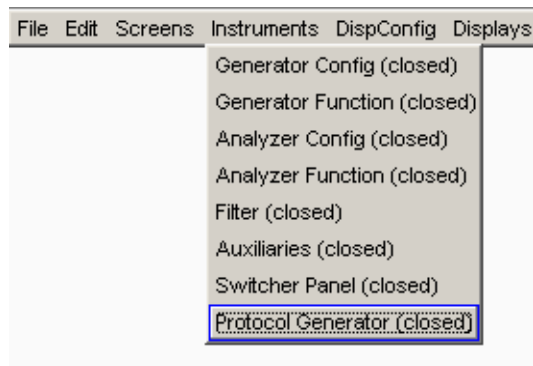 File Edit Screens Instruments DispConfig Displays
Generator Config (closed)
Generator Function (closed)
Analyzer Config (closed)
Analyzer Function (closed)
Filter (closed)
Auxiliaries (closed)
Switcher Panel (closed)
Protocol Generator (closed)